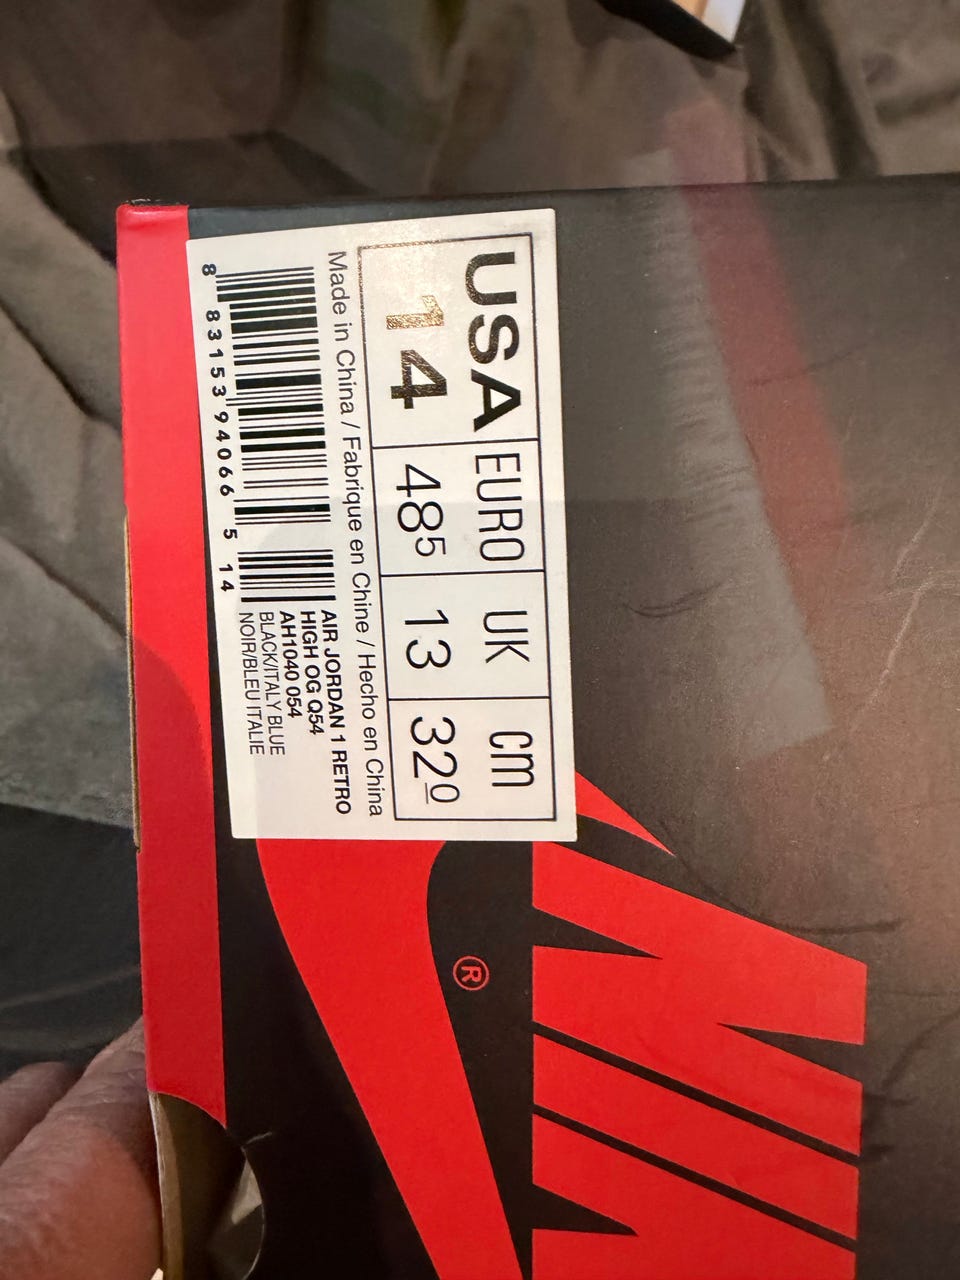 USA EURO UK cm
14 48⁵ 13 32⁰
Made in China / Fabrique en Chine / Hecho en China
AIR JORDAN 1 RETRO
HIGH OG Q54
AH1040 054
BLACK/ITALY BLUE
NOIR/BLEU ITALIE
8 83153 94066 5 14
NIK
®